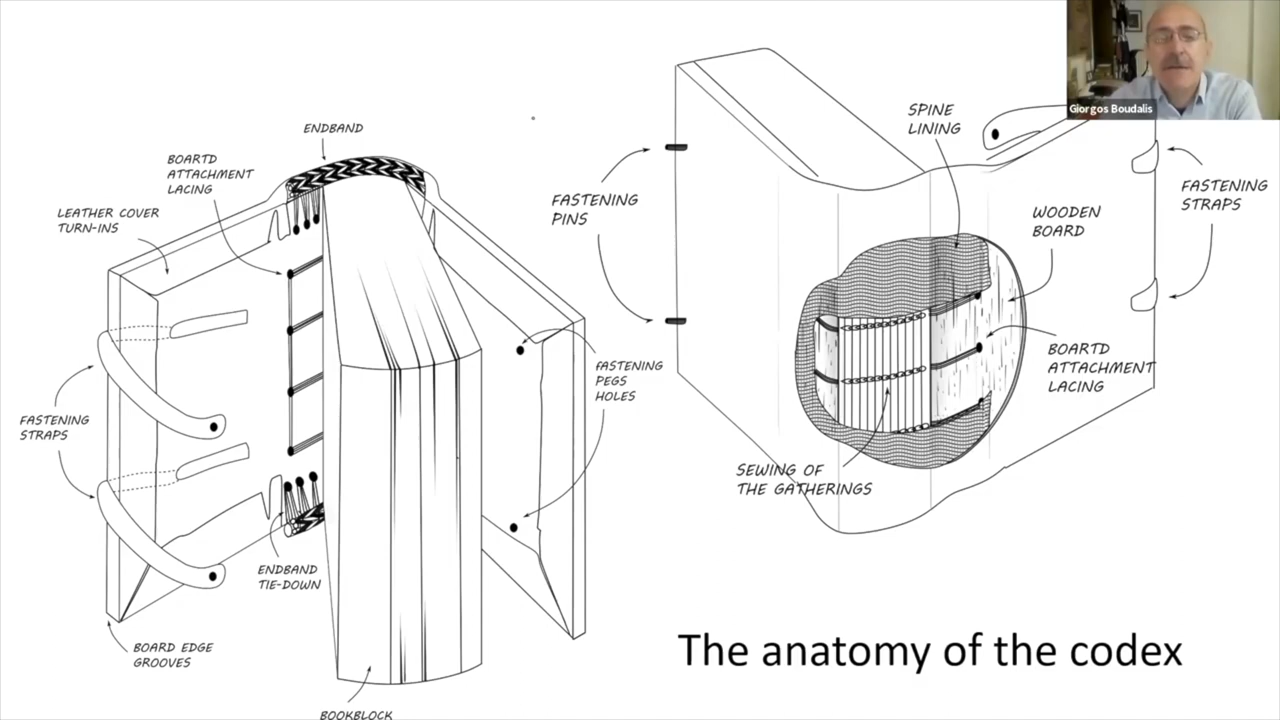 ENDBAND
BOARTD
ATTACHMENT
LACING
LEATHER COVER
TURN-INS
FASTENING
STRAPS
ENDBAND
TIE-DOWN
BOARD EDGE
GROOVES
BOOKBLOCK
FASTENING
PEGS
HOLES
FASTENING
PINS
SPINE
LINING
WOODEN
BOARD
FASTENING
STRAPS
BOARTD
ATTACHMENT
LACING
SEWING OF
THE GATHERINGS
The anatomy of the codex
Giorgos Boudalis